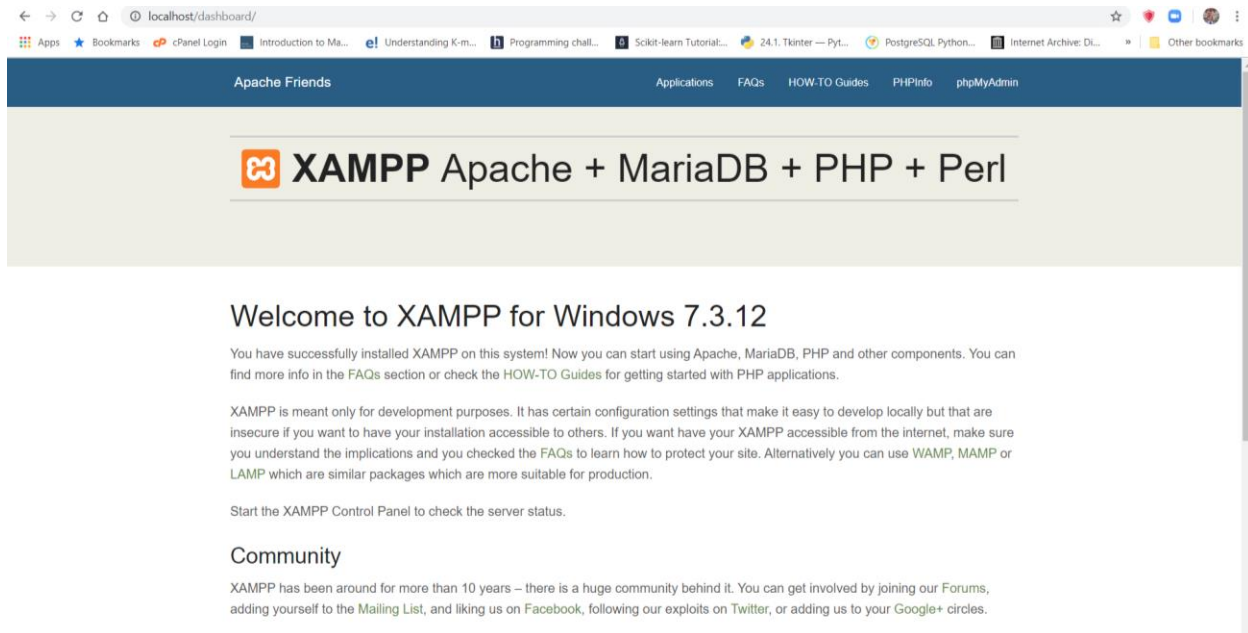 localhost/dashboard/
Apps Bookmarks cPanel Login Introduction to Ma... Understanding K-m... Programming chall... Scikit-learn Tutorial:... 24.1. Tkinter — Pyt... PostgreSQL Python... Internet Archive: Di... » Other bookmarks
Apache Friends Applications FAQs HOW-TO Guides PHPInfo phpMyAdmin
XAMPP Apache + MariaDB + PHP + Perl
Welcome to XAMPP for Windows 7.3.12
You have successfully installed XAMPP on this system! Now you can start using Apache, MariaDB, PHP and other components. You can
find more info in the FAQs section or check the HOW-TO Guides for getting started with PHP applications.
XAMPP is meant only for development purposes. It has certain configuration settings that make it easy to develop locally but that are
insecure if you want to have your installation accessible to others. If you want have your XAMPP accessible from the internet, make sure
you understand the implications and you checked the FAQs to learn how to protect your site. Alternatively you can use WAMP, MAMP or
LAMP which are similar packages which are more suitable for production.
Start the XAMPP Control Panel to check the server status.
Community
XAMPP has been around for more than 10 years – there is a huge community behind it. You can get involved by joining our Forums,
adding yourself to the Mailing List, and liking us on Facebook, following our exploits on Twitter, or adding us to your Google+ circles.